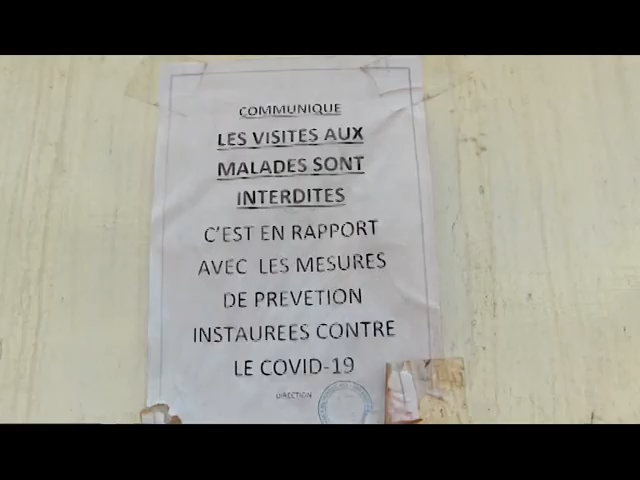 COMMUNIQUE
LES VISITES AUX
MALADES SONT
INTERDITES
C'EST EN RAPPORT
AVEC LES MESURES
DE PREVETION
INSTAUREES CONTRE
LE COVID-19
DIRECTION